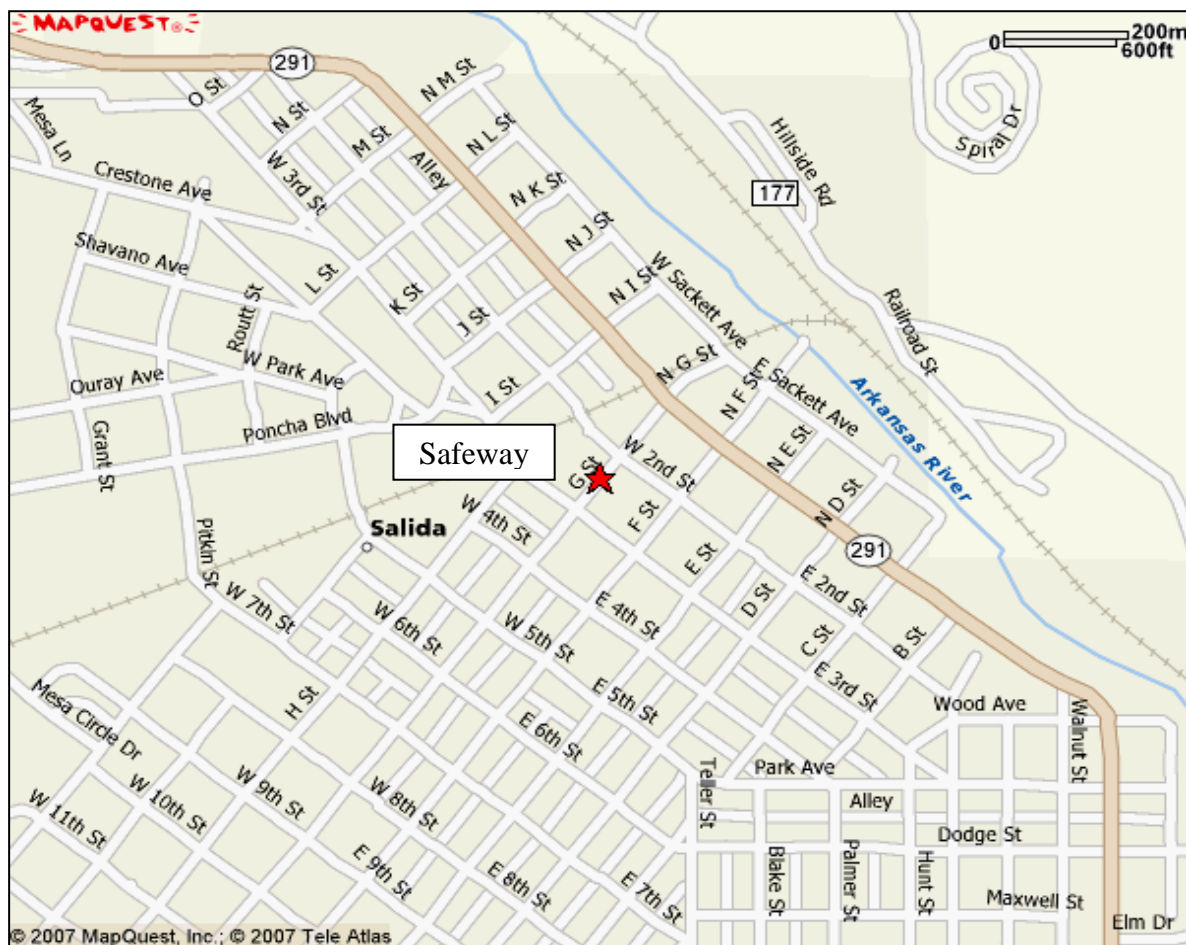 MAPQUEST®
0 200m
600ft
291
N M St
O St
N St
M St
N L St
Alley
Mesa Ln
W 3rd St
Crestone Ave
N K St
Hillside Rd
177
Spiral Dr
N J St
Shavano Ave
L St
K St
J St
N I St
W Sackett Ave
Railroad St
Routt St
W Park Ave
Ouray Ave
I St
N G St
N F St
E Sackett Ave
Arkansas River
Grant St
Poncha Blvd
Safeway
G St
W 2nd St
N E St
N D St
W 4th St
F St
Salida
E St
291
Pitkin St
W 7th St
W 6th St
W 5th St
E 4th St
D St
E 2nd St
C St
B St
E 3rd St
H St
E 5th St
Mesa Circle Dr
E 6th St
Wood Ave
Walnut St
W 11th St
W 10th St
W 9th St
W 8th St
Teller St
Park Ave
Alley
Dodge St
E 9th St
E 8th St
E 7th St
Blake St
Palmer St
Hunt St
Maxwell St
Elm Dr
© 2007 MapQuest, Inc.; © 2007 Tele Atlas